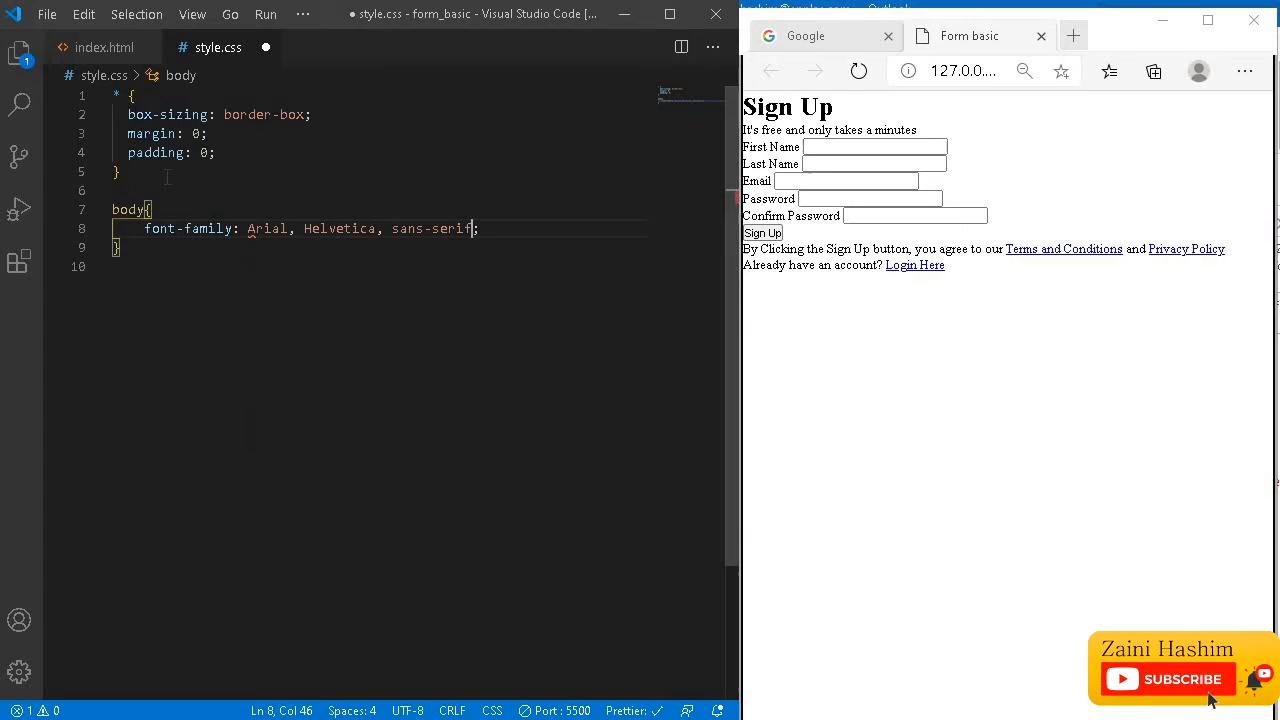 hashim@upplas.com - Outlook
File Edit Selection View Go Run ··· ● style.css - form_basic - Visual Studio Code [...
Google
Form basic
<> index.html
# style.css ●
127.0.0....
# style.css > body
1 * {
2 box-sizing: border-box;
3 margin: 0;
4 padding: 0;
5 }
6
7 body{
8 font-family: Ariel, Helvetica, sans-serif;
9 }
10
Sign Up
It's free and only takes a minutes
First Name
Last Name
Email
Password
Confirm Password
Sign Up
By Clicking the Sign Up button, you agree to our Terms and Conditions and Privacy Policy
Already have an account? Login Here
Zaini Hashim
SUBSCRIBE
1 0 Ln 8, Col 46 Spaces: 4 UTF-8 CRLF CSS Port : 5500 Prettier: ✓